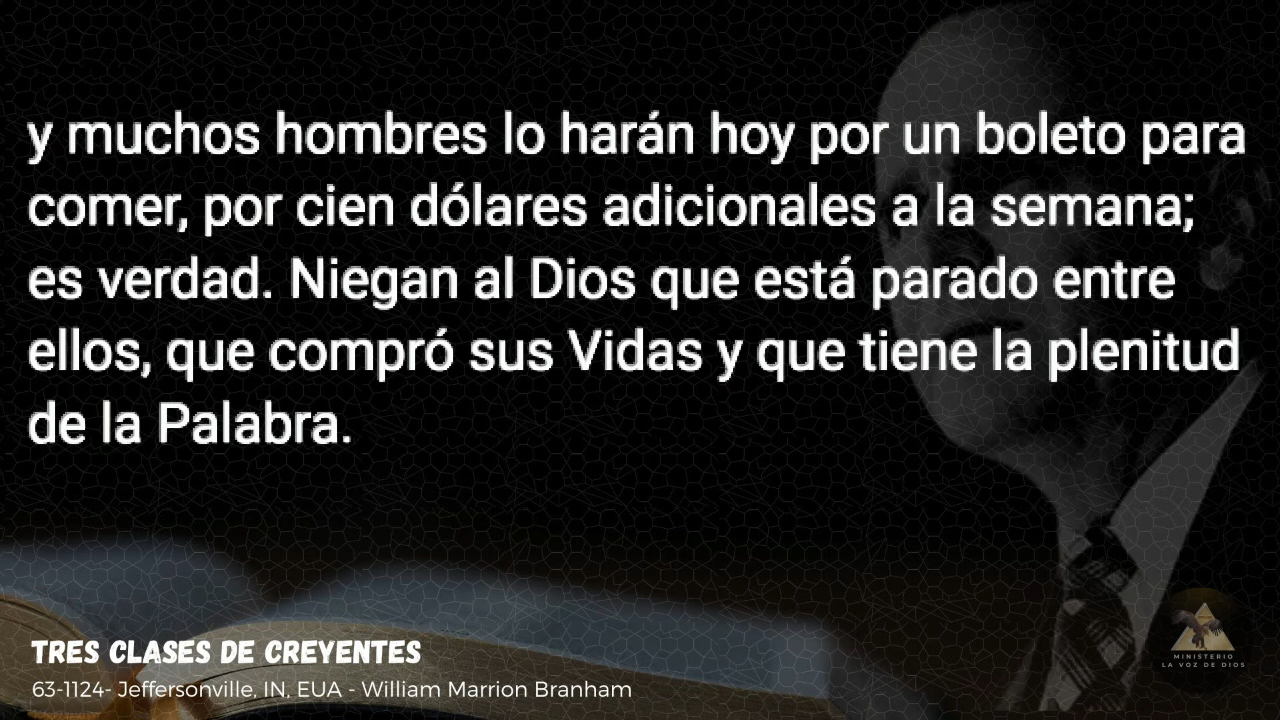 y muchos hombres lo harán hoy por un boleto para
comer, por cien dólares adicionales a la semana;
es verdad. Niegan al Dios que está parado entre
ellos, que compró sus Vidas y que tiene la plenitud
de la Palabra.
TRES CLASES DE CREYENTES
63-1124- Jeffersonville, IN, EUA - William Marrion Branham
MINISTERIO
LA VOZ DE DIOS